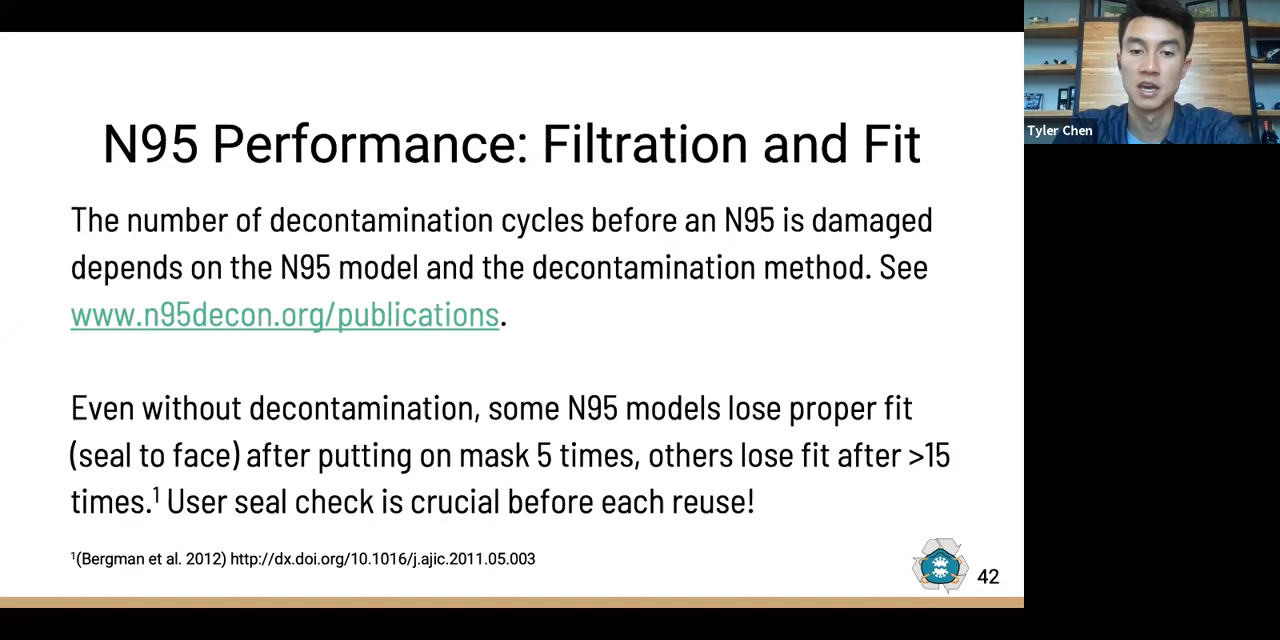 N95 Performance: Filtration and Fit
The number of decontamination cycles before an N95 is damaged
depends on the N95 model and the decontamination method. See
www.n95decon.org/publications.
Even without decontamination, some N95 models lose proper fit
(seal to face) after putting on mask 5 times, others lose fit after >15
times.¹ User seal check is crucial before each reuse!
¹(Bergman et al. 2012) http://dx.doi.org/10.1016/j.ajic.2011.05.003
42
Tyler Chen